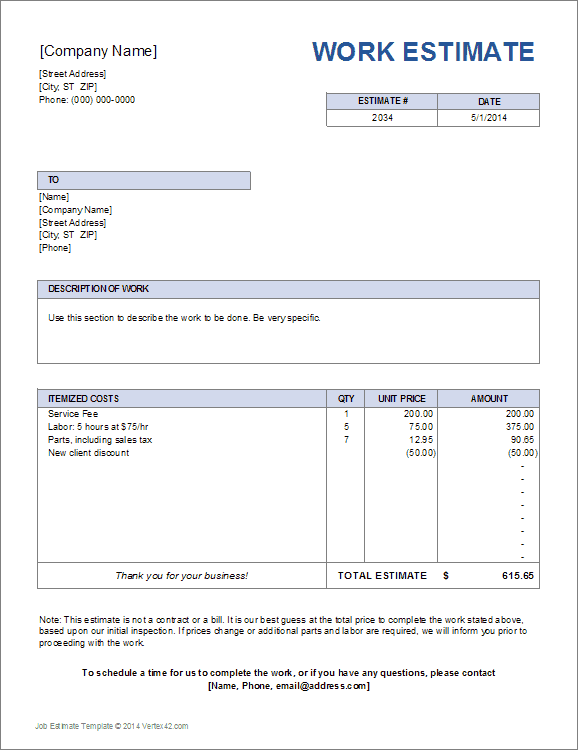 [Company Name]
WORK ESTIMATE
[Street Address]
[City, ST  ZIP]
Phone: (000) 000-0000
ESTIMATE # DATE
2034 5/1/2014
TO
[Name]
[Company Name]
[Street Address]
[City, ST  ZIP]
[Phone]
DESCRIPTION OF WORK
Use this section to describe the work to be done. Be very specific.
ITEMIZED COSTS QTY UNIT PRICE AMOUNT
Service Fee 1 200.00 200.00
Labor: 5 hours at $75/hr 5 75.00 375.00
Parts, including sales tax 7 12.95 90.65
New client discount (50.00) (50.00)
-
-
-
-
-
-
-
-
Thank you for your business! TOTAL ESTIMATE $ 615.65
Note: This estimate is not a contract or a bill. It is our best guess at the total price to complete the work stated above,
based upon our initial inspection. If prices change or additional parts and labor are required, we will inform you prior to
proceeding with the work.
To schedule a time for us to complete the work, or if you have any questions, please contact
[Name, Phone, email@address.com]
Job Estimate Template © 2014 Vertex42.com